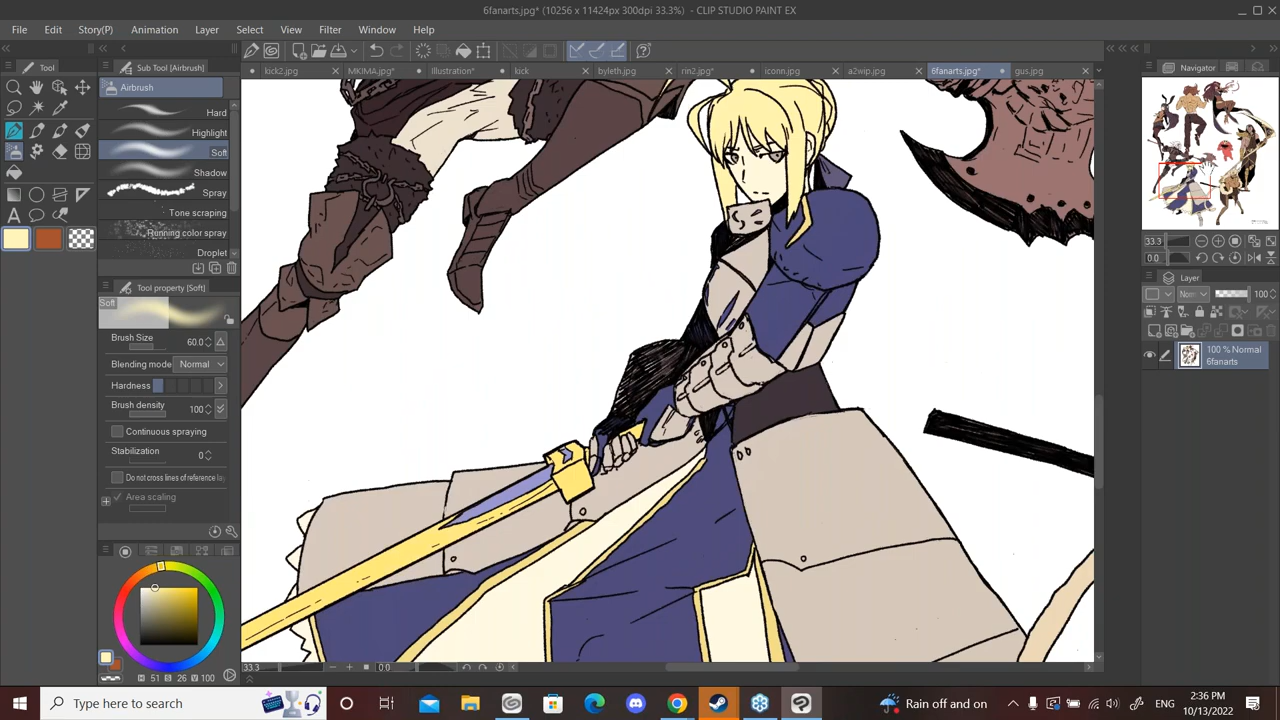 6fanarts.jpg* (10256 x 11424px 300dpi 33.3%) - CLIP STUDIO PAINT EX
File Edit Story(P) Animation Layer Select View Filter Window Help
Tool
Sub Tool [Airbrush]
kick2.jpg MKIMA.jpg* Illustration* kick byleth.jpg rin2.jpg* iconn.jpg a2wip.jpg 6fanarts.jpg* gus.jpg
Airbrush
Hard
Highlight
Soft
Shadow
Spray
Tone scraping
Running color spray
Droplet
Tool property [Soft]
Soft
Brush Size 60.0
Blending mode Normal
Hardness
Brush density 100
Continuous spraying
Stabilization 0
Do not cross lines of reference la
Area scaling
H 51 S 26 V 100
33.3 0.0
Navigator
33.3
0.0
Layer
Norm 100
100 % Normal
6fanarts
Type here to search
Rain off and on
ENG
2:36 PM
10/13/2022